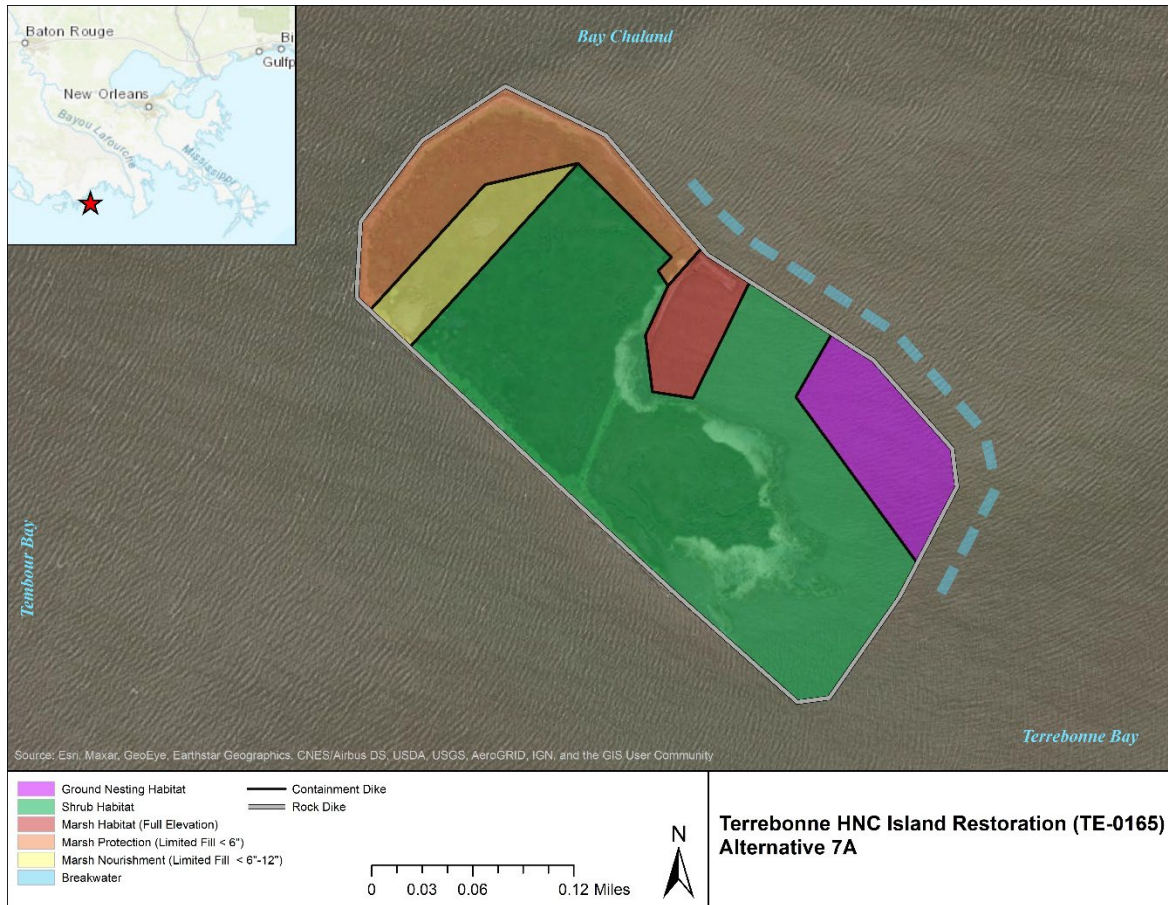 Baton Rouge
Bi
Gulfp
New Orleans
Bayou Lafourche
Mississippi
Bay Chaland
Tembour Bay
Terrebonne Bay
Source: Esri, Maxar, GeoEye, Earthstar Geographics, CNES/Airbus DS, USDA, USGS, AeroGRID, IGN, and the GIS User Community
Ground Nesting Habitat
Shrub Habitat
Marsh Habitat (Full Elevation)
Marsh Protection (Limited Fill < 6")
Marsh Nourishment (Limited Fill < 6"-12")
Breakwater
Containment Dike
Rock Dike
0 0.03 0.06 0.12 Miles
N
Terrebonne HNC Island Restoration (TE-0165)
Alternative 7A